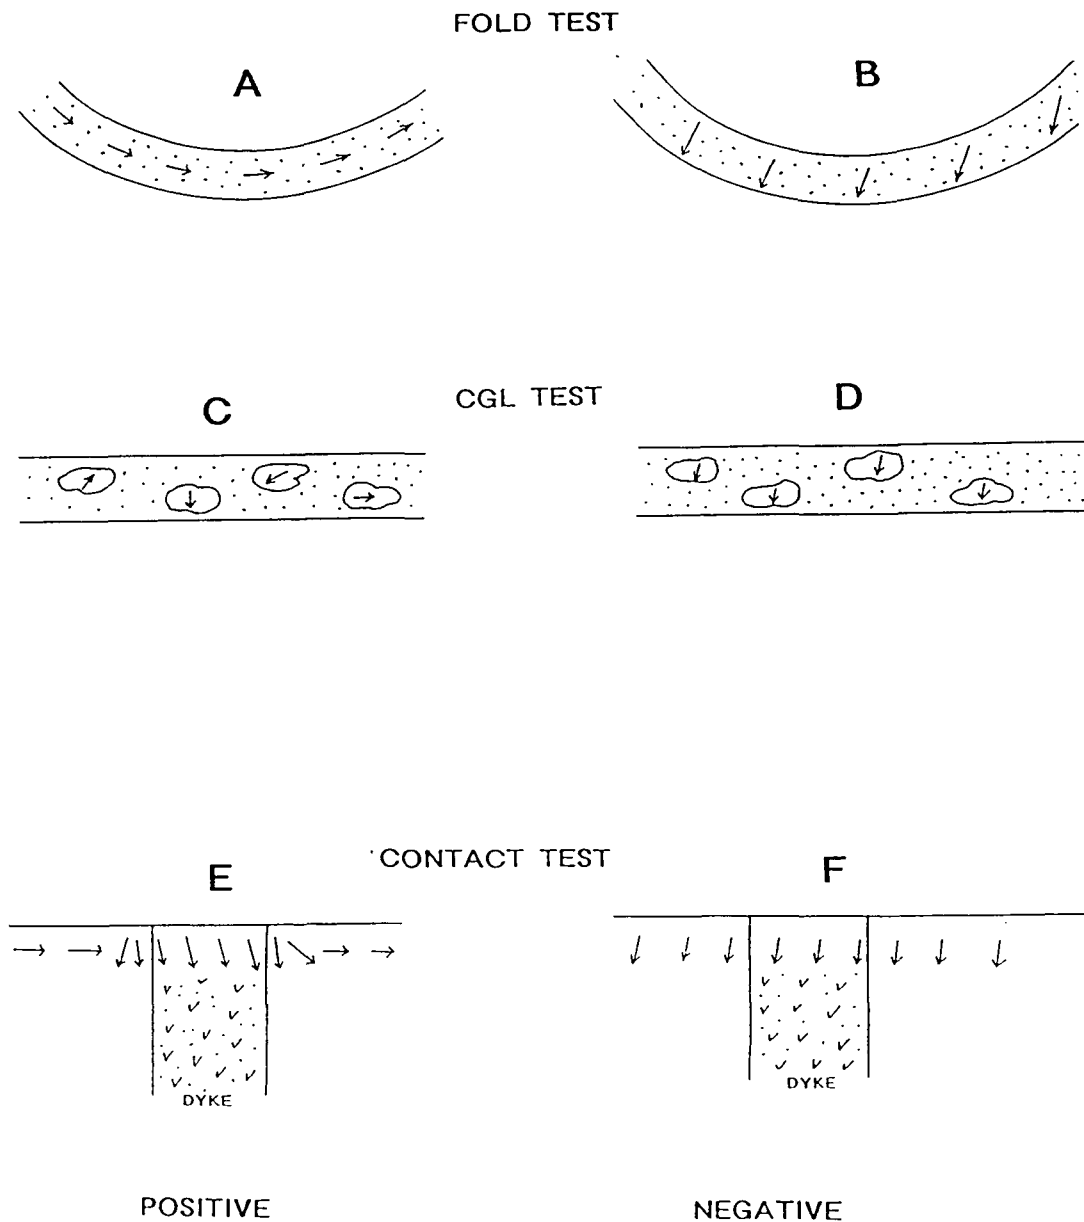 FOLD TEST
A
B
CGL TEST
C
D
CONTACT TEST
E
F
DYKE
DYKE
POSITIVE
NEGATIVE